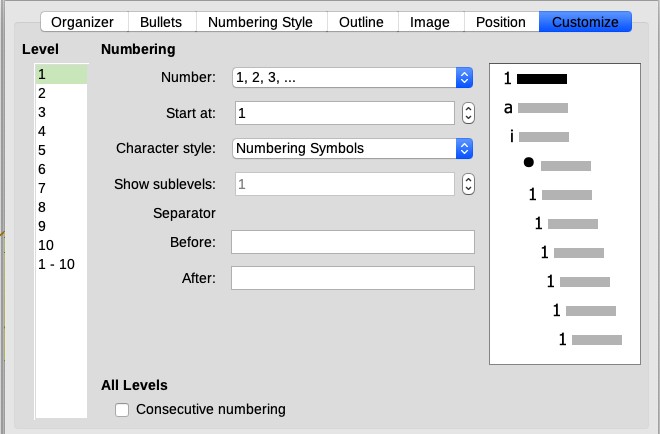 Organizer Bullets Numbering Style Outline Image Position Customize
Level Numbering
1
2
3
4
5
6
7
8
9
10
1 - 10
Number: 1, 2, 3, ...
Start at: 1
Character style: Numbering Symbols
Show sublevels: 1
Separator
Before:
After:
All Levels
Consecutive numbering
1
a
i
●
1
1
1
1
1
1